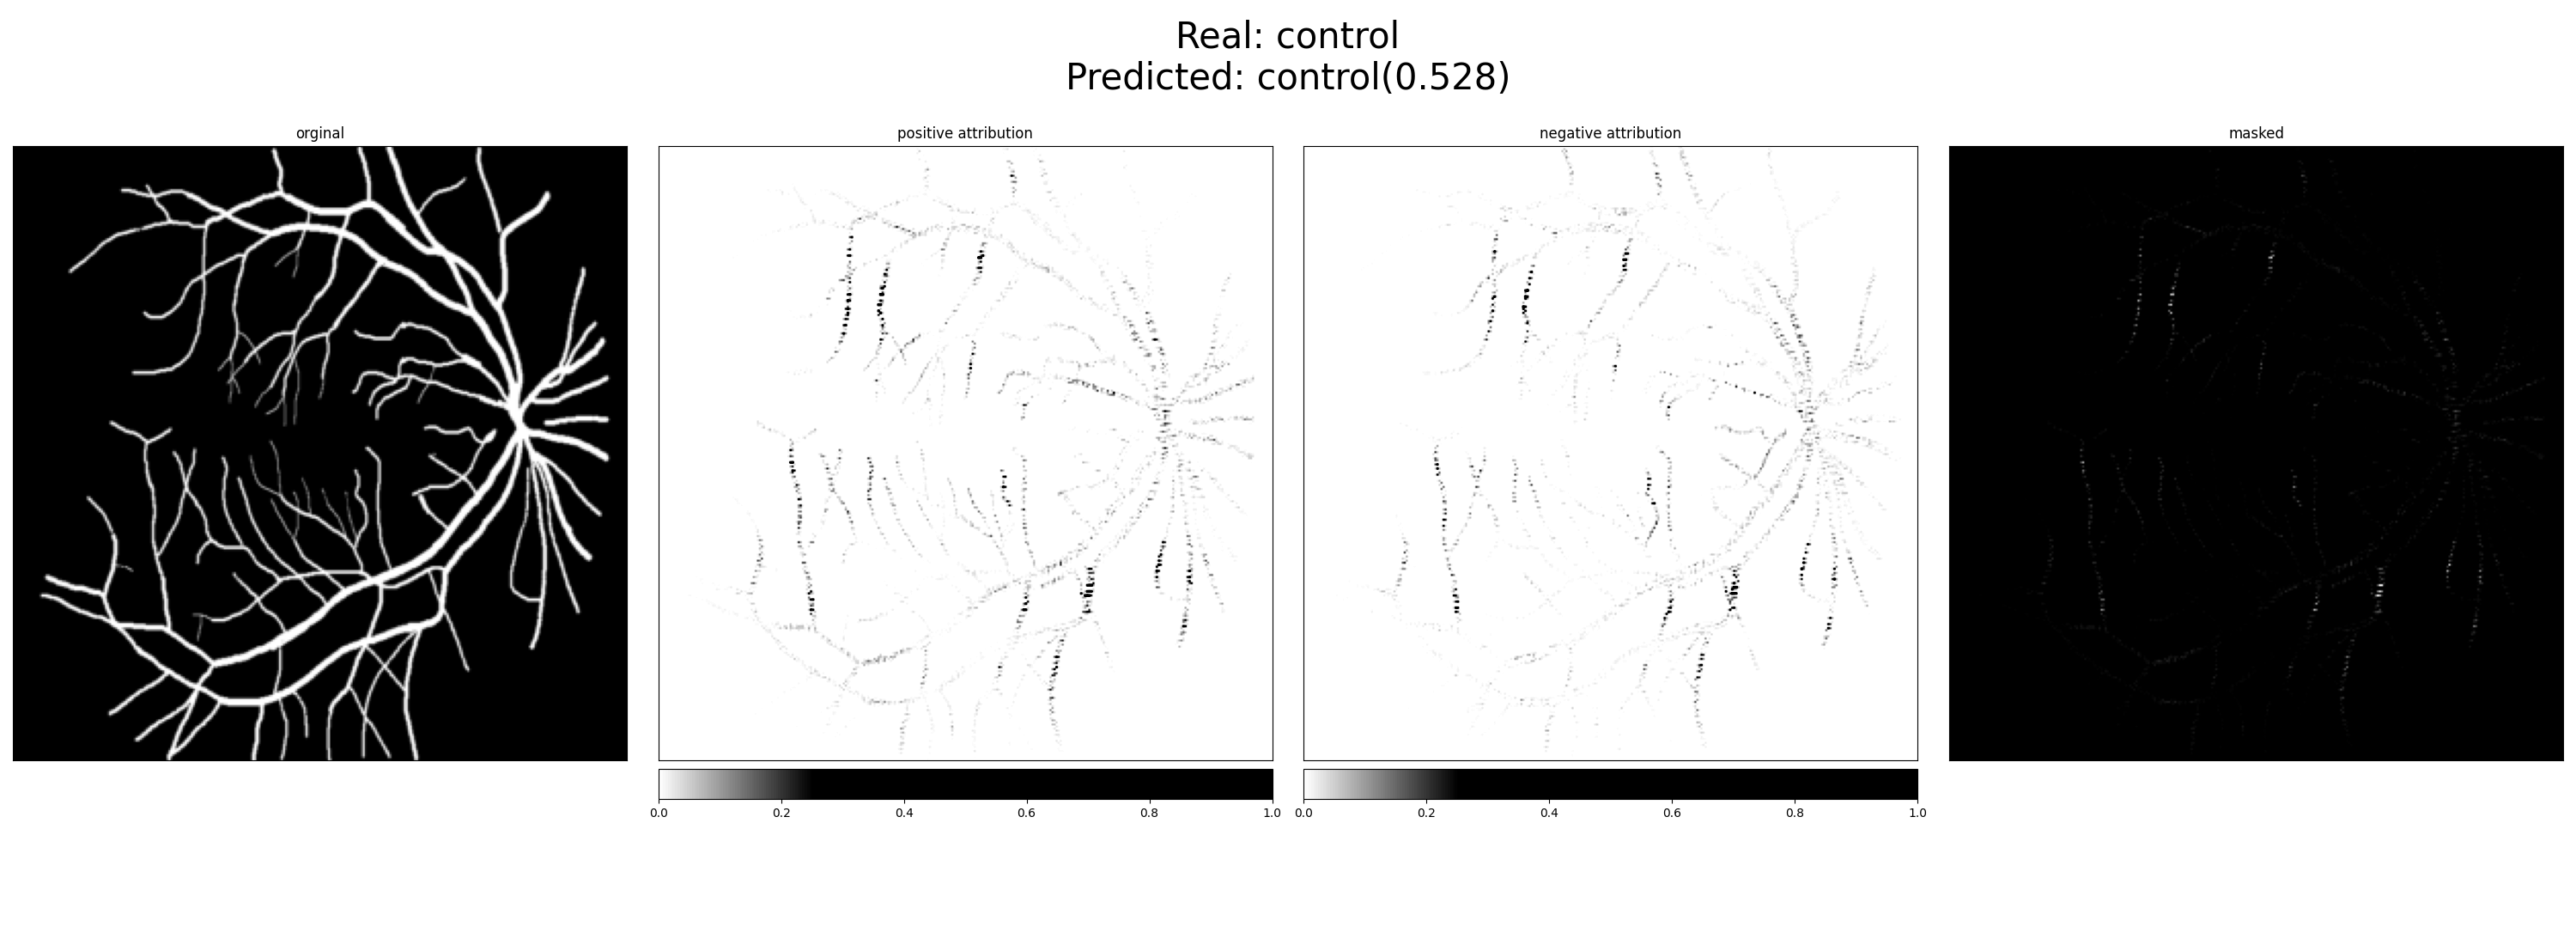 Real: control
Predicted: control(0.528)
orginal
positive attribution
negative attribution
masked
0.0 0.2 0.4 0.6 0.8 1.0
0.0 0.2 0.4 0.6 0.8 1.0